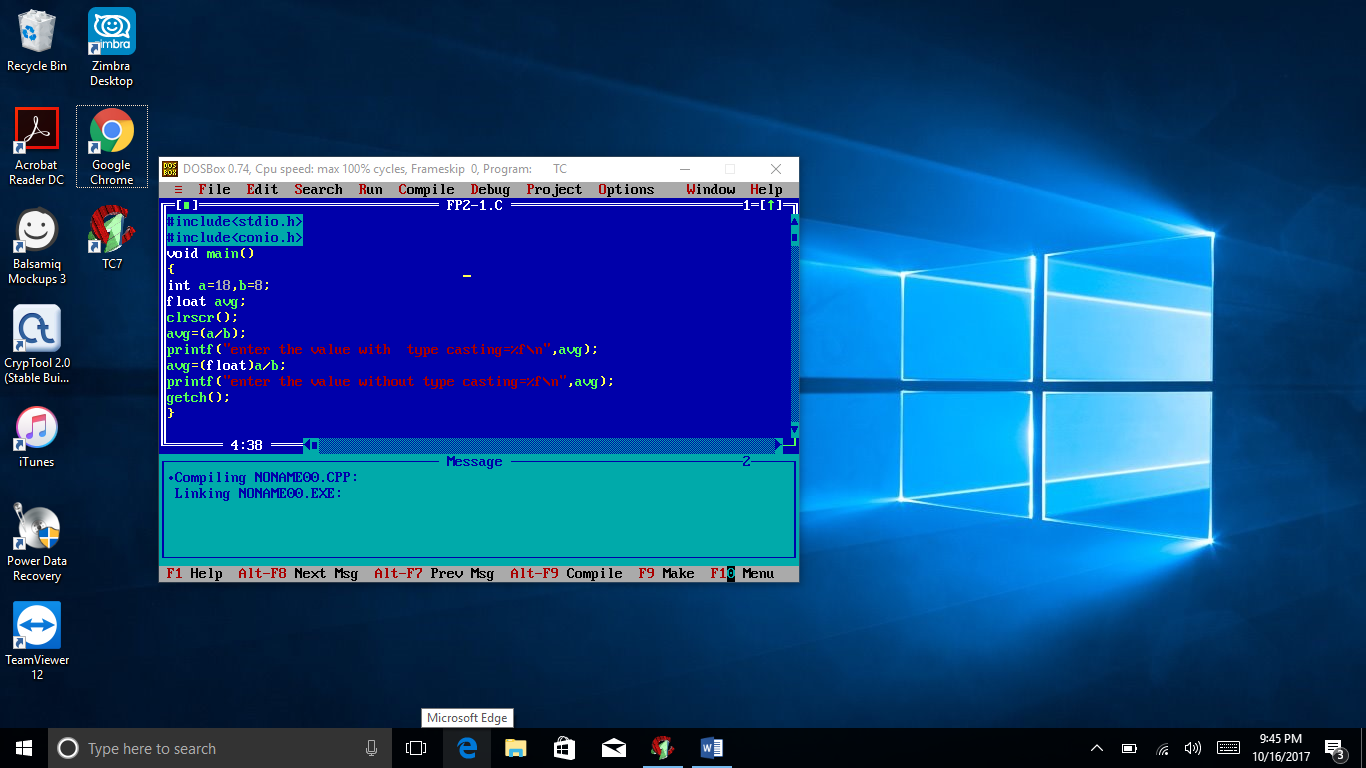 Recycle Bin
Zimbra
Desktop
Acrobat
Reader DC
Google
Chrome
Balsamiq
Mockups 3
TC7
CrypTool 2.0
(Stable Bui...
iTunes
Power Data
Recovery
TeamViewer
12
DOSBox 0.74, Cpu speed: max 100% cycles, Frameskip 0, Program: TC
≡ File Edit Search Run Compile Debug Project Options Window Help
[■] FP2-1.C 1=[↑]
#include<stdio.h>
#include<conio.h>
void main()
{
int a=18,b=8;
float avg;
clrscr();
avg=(a/b);
printf("enter the value with  type casting=%f\n",avg);
avg=(float)a/b;
printf("enter the value without type casting=%f\n",avg);
getch();
}
4:38
Message 2
•Compiling NONAME00.CPP:
Linking NONAME00.EXE:
F1 Help Alt-F8 Next Msg Alt-F7 Prev Msg Alt-F9 Compile F9 Make F10 Menu
Microsoft Edge
Type here to search
9:45 PM
10/16/2017
3